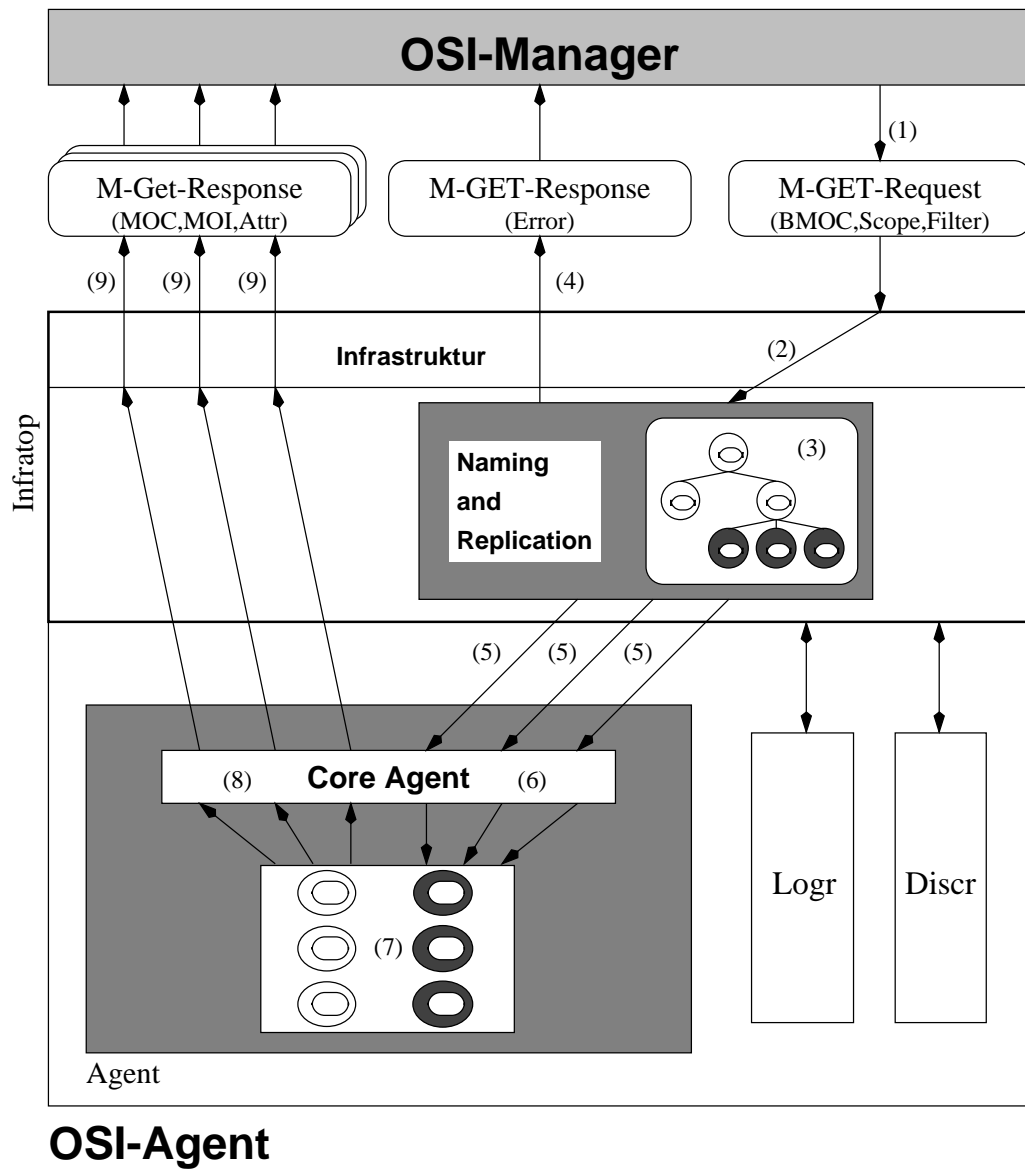 OSI-Manager
(1)
M-Get-Response
(MOC,MOI,Attr)
M-GET-Response
(Error)
M-GET-Request
(BMOC,Scope,Filter)
(9)
(9)
(9)
(4)
Infrastruktur
(2)
Infratop
Naming
and
Replication
(3)
(5)
(5)
(5)
(8)
Core Agent
(6)
(7)
Logr
Discr
Agent
OSI-Agent